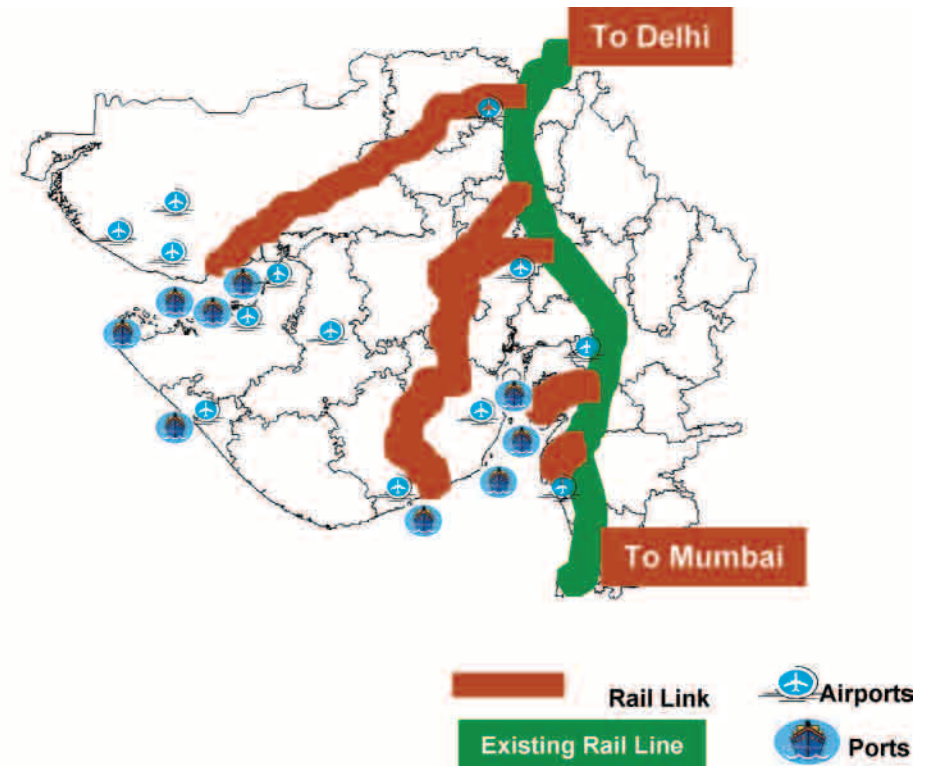 To Delhi
To Mumbai
Rail Link
Airports
Existing Rail Line
Ports